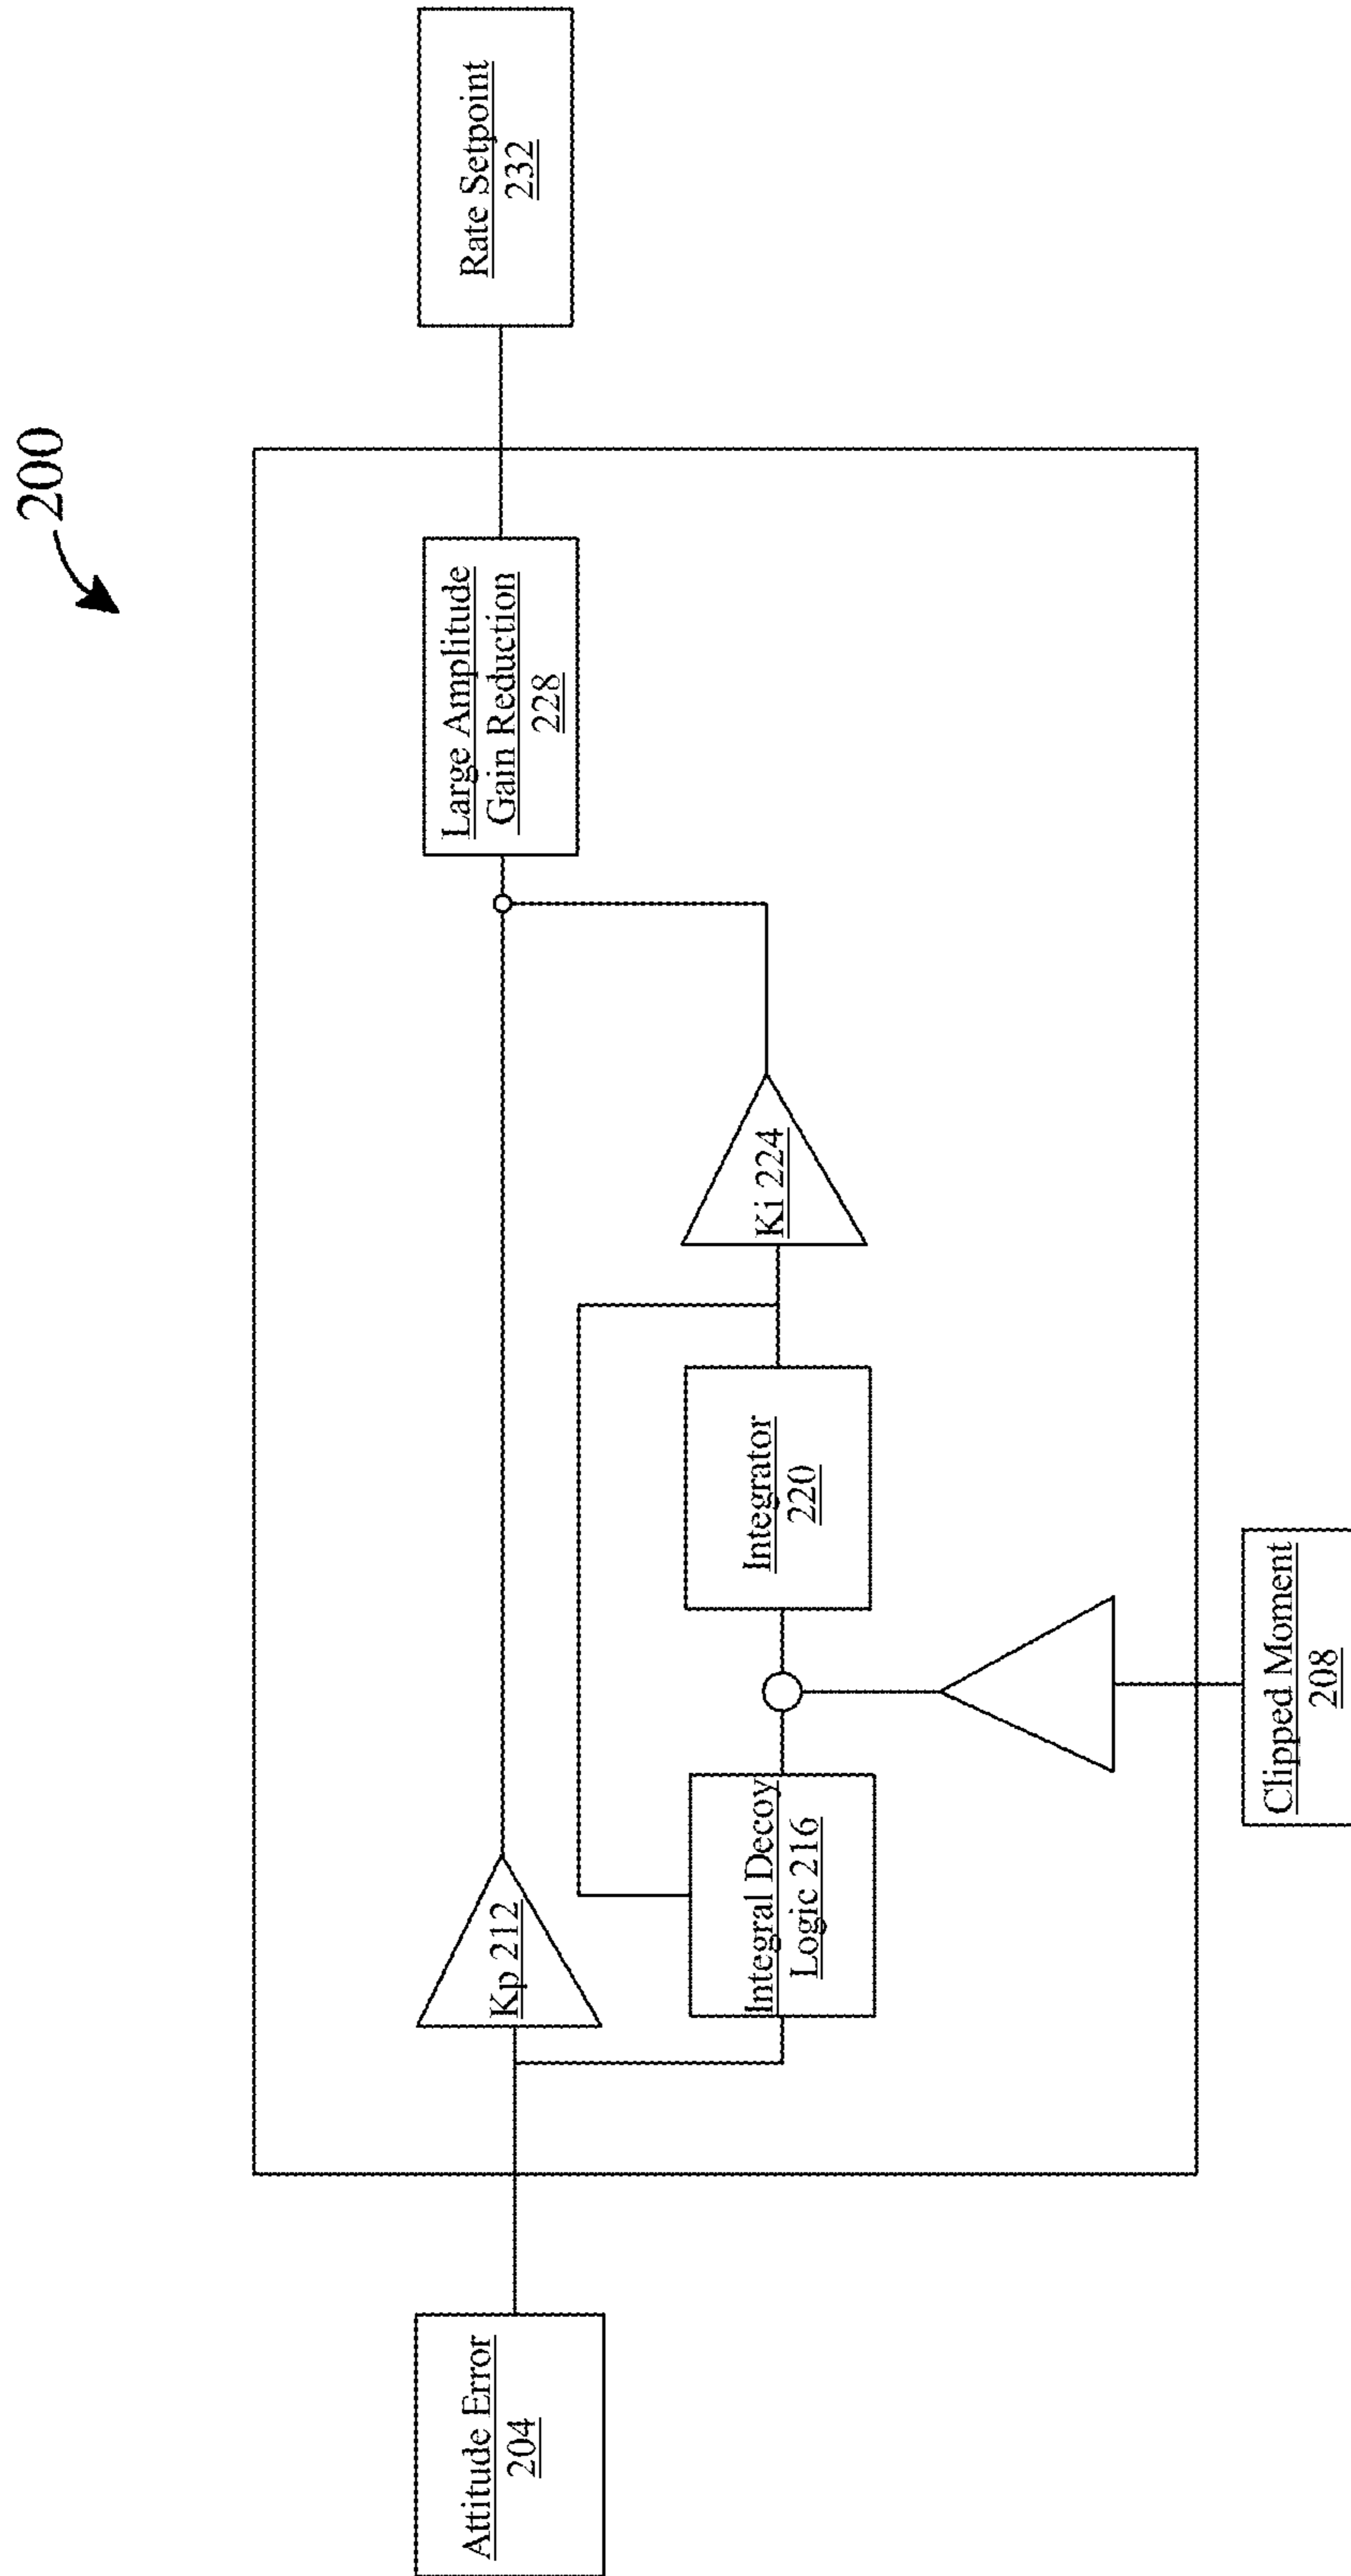 200
Attitude Error
204
Kp 212
Integral Decoy
Logic 216
Integrator
220
Ki 224
Large Amplitude
Gain Reduction
228
Rate Setpoint
232
Clipped Moment
208